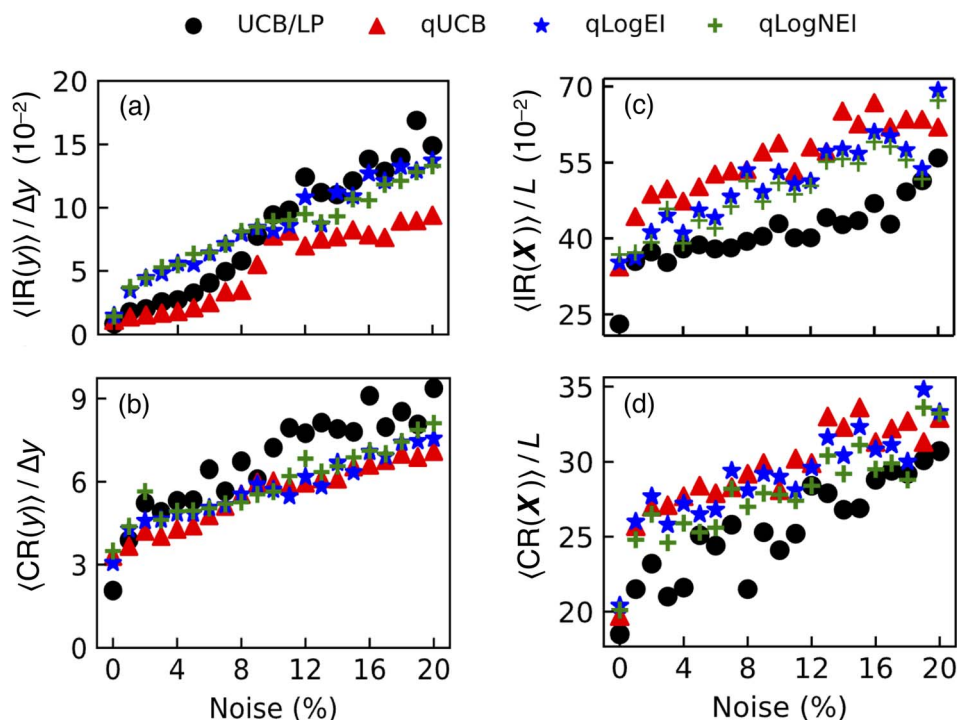 UCB/LP qUCB qLogEI qLogNEI
(a)
⟨IR(y)⟩ / Δy (10⁻²)
20
15
10
5
0
(c)
⟨IR(X)⟩ / L (10⁻²)
70
55
40
25
(b)
⟨CR(y)⟩ / Δy
9
6
3
0
0 4 8 12 16 20
Noise (%)
(d)
⟨CR(X)⟩ / L
35
30
25
20
0 4 8 12 16 20
Noise (%)